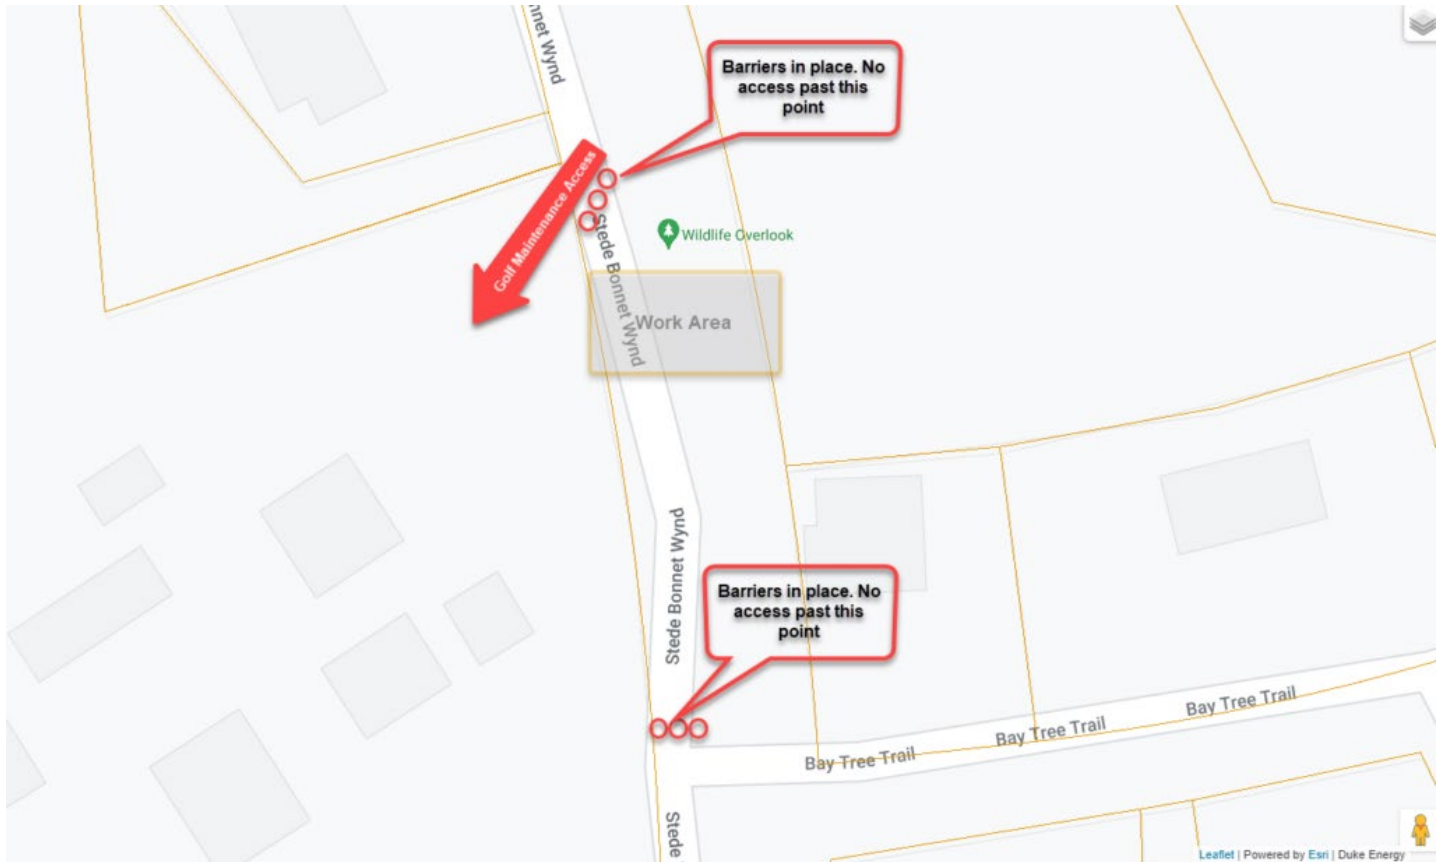 nnet Wynd
Barriers in place. No
access past this
point
Golf Maintenance Access
Stede Bonnet Wynd
Wildlife Overlook
Work Area
Stede Bonnet Wynd
Barriers in place. No
access past this
point
Bay Tree Trail
Bay Tree Trail
Bay Tree Trail
Stede
Leaflet | Powered by Esri | Duke Energy